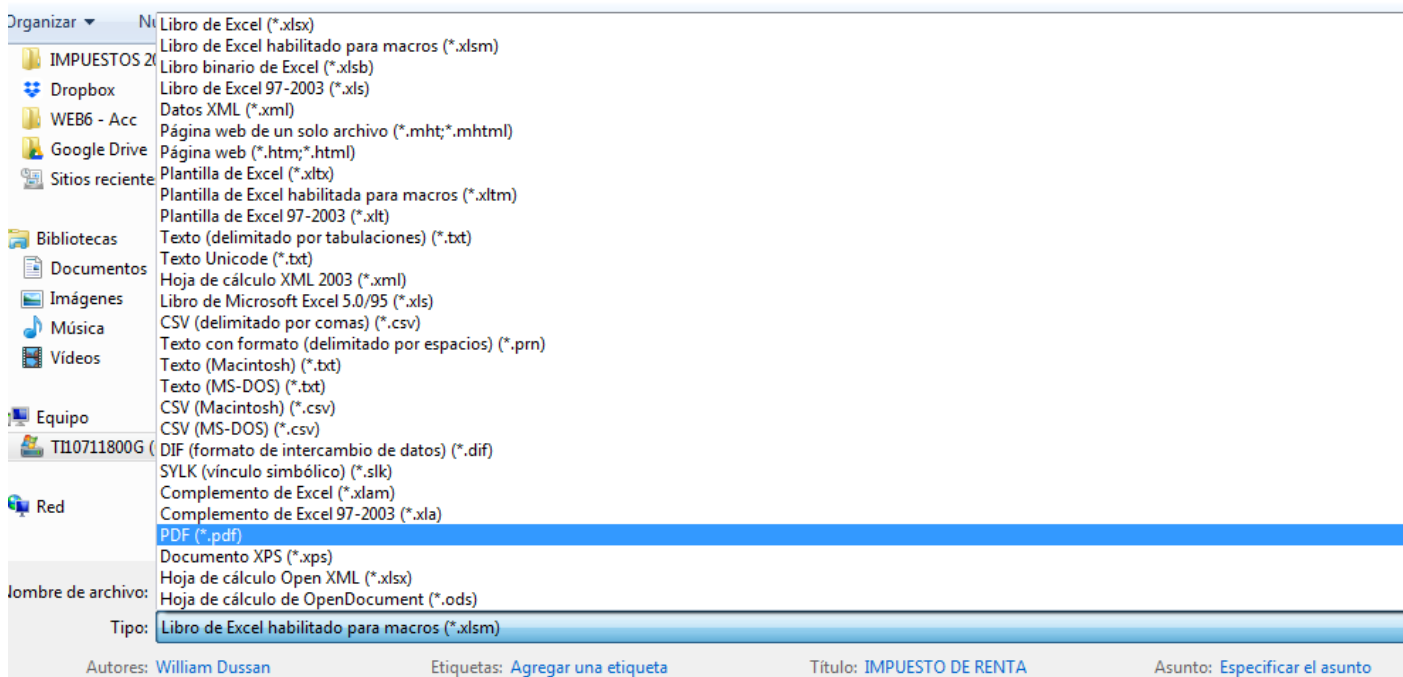 Organizar
Libro de Excel (*.xlsx)
Libro de Excel habilitado para macros (*.xlsm)
IMPUESTOS 20
Libro binario de Excel (*.xlsb)
Dropbox
Libro de Excel 97-2003 (*.xls)
Datos XML (*.xml)
WEB6 - Acc
Página web de un solo archivo (*.mht;*.mhtml)
Google Drive
Página web (*.htm;*.html)
Sitios reciente
Plantilla de Excel (*.xltx)
Plantilla de Excel habilitada para macros (*.xltm)
Plantilla de Excel 97-2003 (*.xlt)
Bibliotecas
Texto (delimitado por tabulaciones) (*.txt)
Texto Unicode (*.txt)
Documentos
Hoja de cálculo XML 2003 (*.xml)
Imágenes
Libro de Microsoft Excel 5.0/95 (*.xls)
CSV (delimitado por comas) (*.csv)
Música
Texto con formato (delimitado por espacios) (*.prn)
Vídeos
Texto (Macintosh) (*.txt)
Texto (MS-DOS) (*.txt)
CSV (Macintosh) (*.csv)
Equipo
CSV (MS-DOS) (*.csv)
TI10711800G (
DIF (formato de intercambio de datos) (*.dif)
SYLK (vínculo simbólico) (*.slk)
Complemento de Excel (*.xlam)
Red
Complemento de Excel 97-2003 (*.xla)
PDF (*.pdf)
Documento XPS (*.xps)
Hoja de cálculo Open XML (*.xlsx)
Nombre de archivo:
Hoja de cálculo de OpenDocument (*.ods)
Tipo: Libro de Excel habilitado para macros (*.xlsm)
Autores: William Dussan Etiquetas: Agregar una etiqueta Título: IMPUESTO DE RENTA Asunto: Especificar el asunto